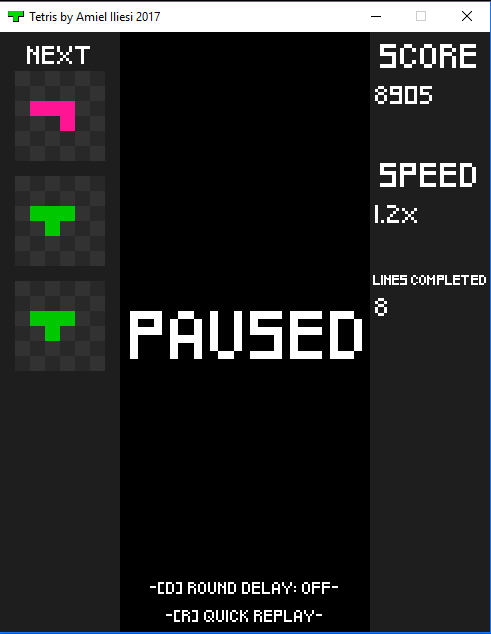 Tetris by Amiel Iliesi 2017
NEXT
SCORE
8905
SPEED
1.2x
LINES COMPLETED
8
PAUSED
-[D] ROUND DELAY: OFF-
-[R] QUICK REPLAY-